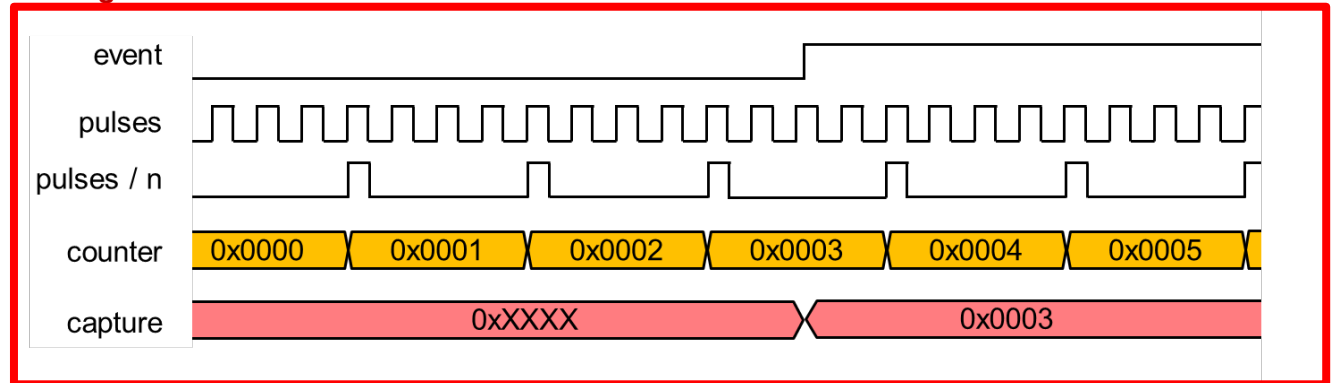 event
pulses
pulses / n
counter 0x0000 0x0001 0x0002 0x0003 0x0004 0x0005
capture 0xXXXX 0x0003